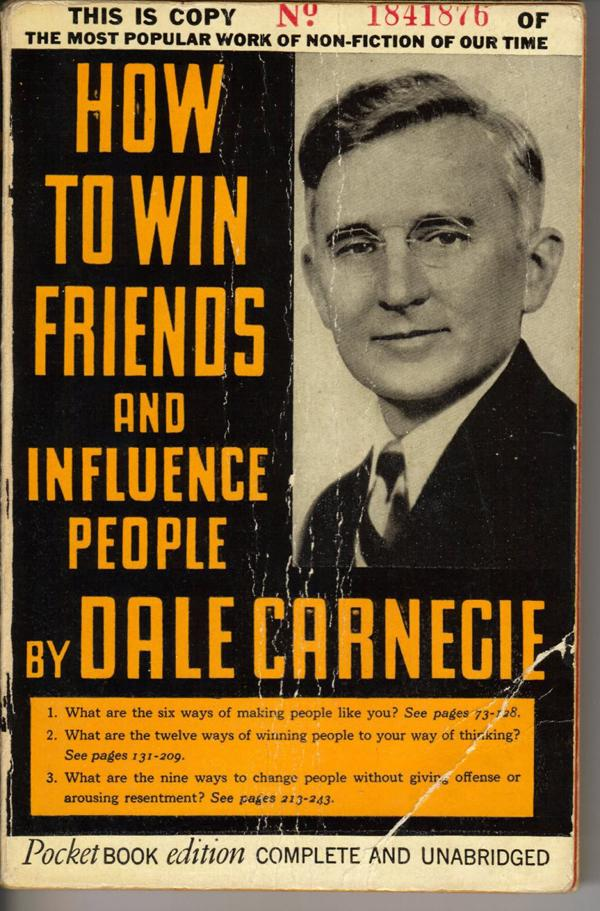 THIS IS COPY Nº 1841876 OF
THE MOST POPULAR WORK OF NON-FICTION OF OUR TIME
HOW
TO WIN
FRIENDS
AND
INFLUENCE
PEOPLE
BY DALE CARNEGIE
1. What are the six ways of making people like you? See pages 73-128.
2. What are the twelve ways of winning people to your way of thinking?
See pages 131-209.
3. What are the nine ways to change people without giving offense or
arousing resentment? See pages 213-243.
Pocket BOOK edition COMPLETE AND UNABRIDGED